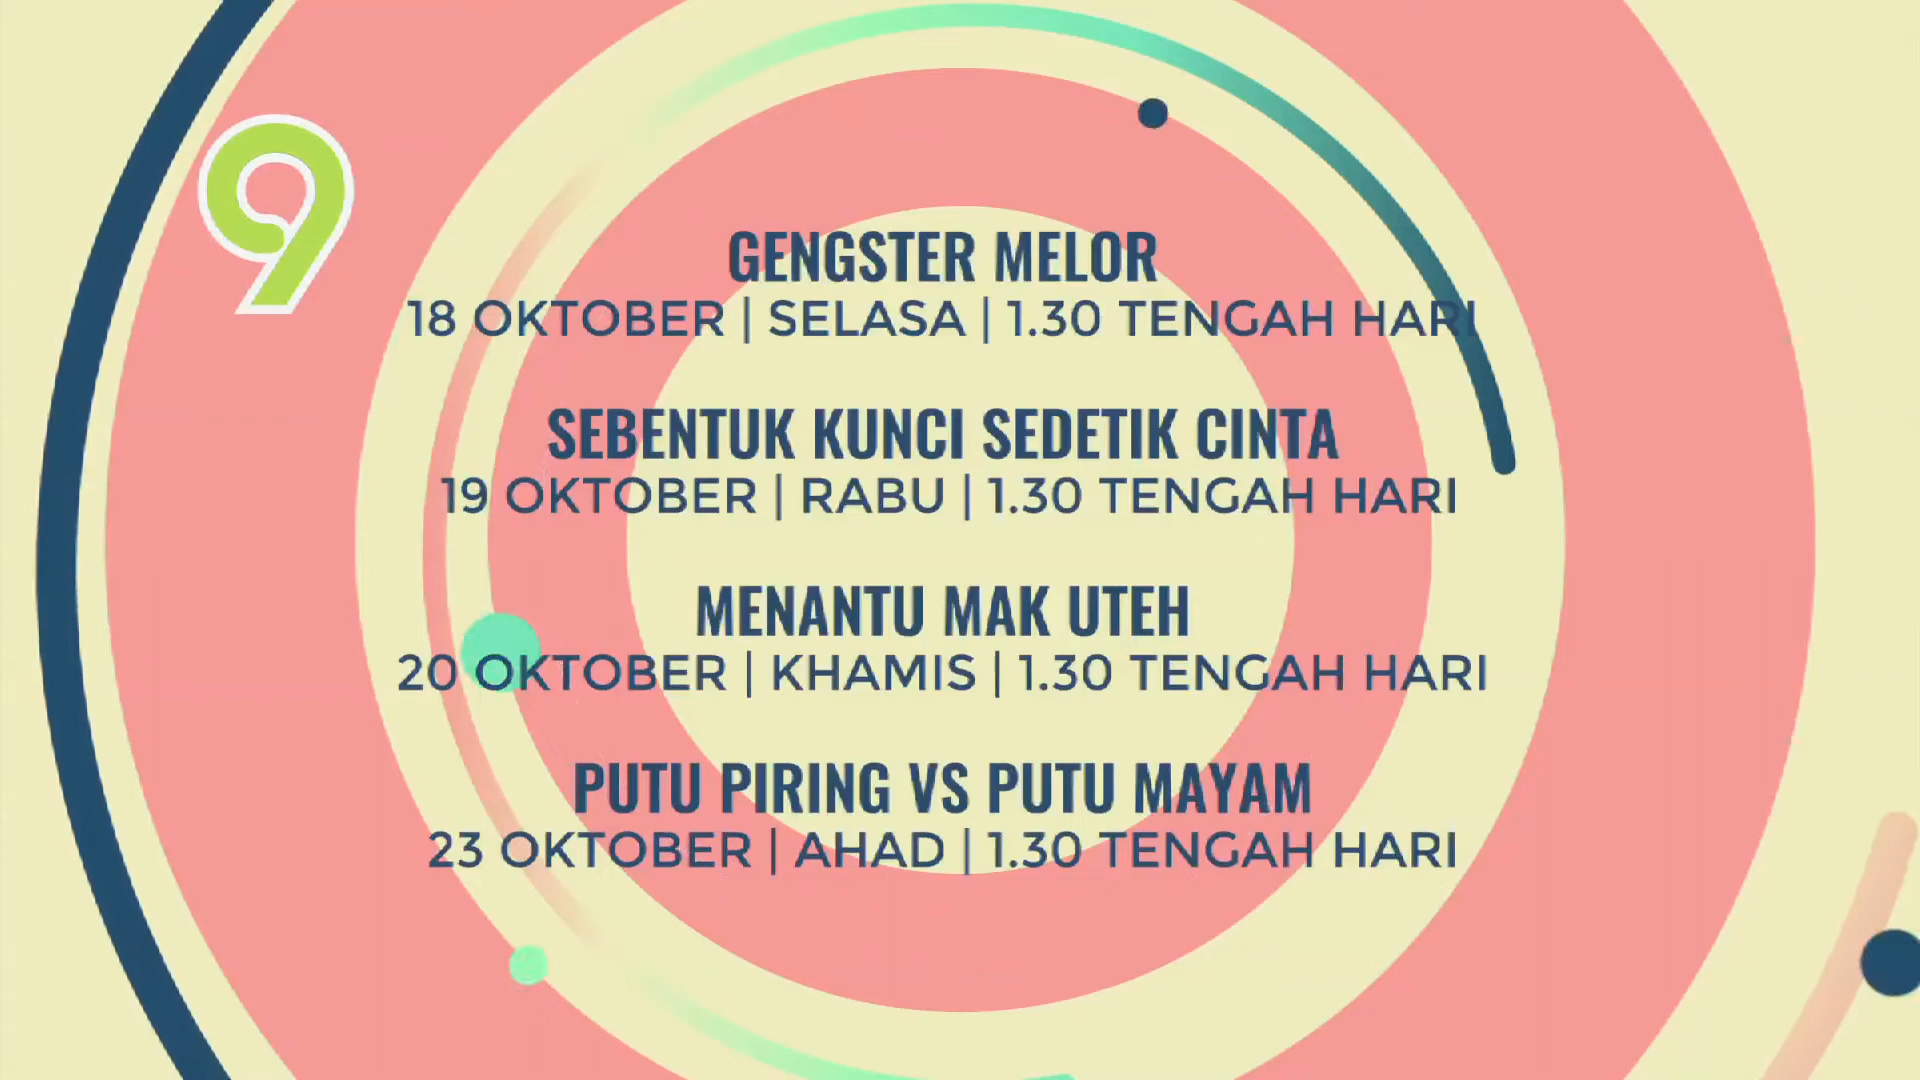 9
GENGSTER MELOR
18 OKTOBER | SELASA | 1.30 TENGAH HARI
SEBENTUK KUNCI SEDETIK CINTA
19 OKTOBER | RABU | 1.30 TENGAH HARI
MENANTU MAK UTEH
20 OKTOBER | KHAMIS | 1.30 TENGAH HARI
PUTU PIRING VS PUTU MAYAM
23 OKTOBER | AHAD | 1.30 TENGAH HARI